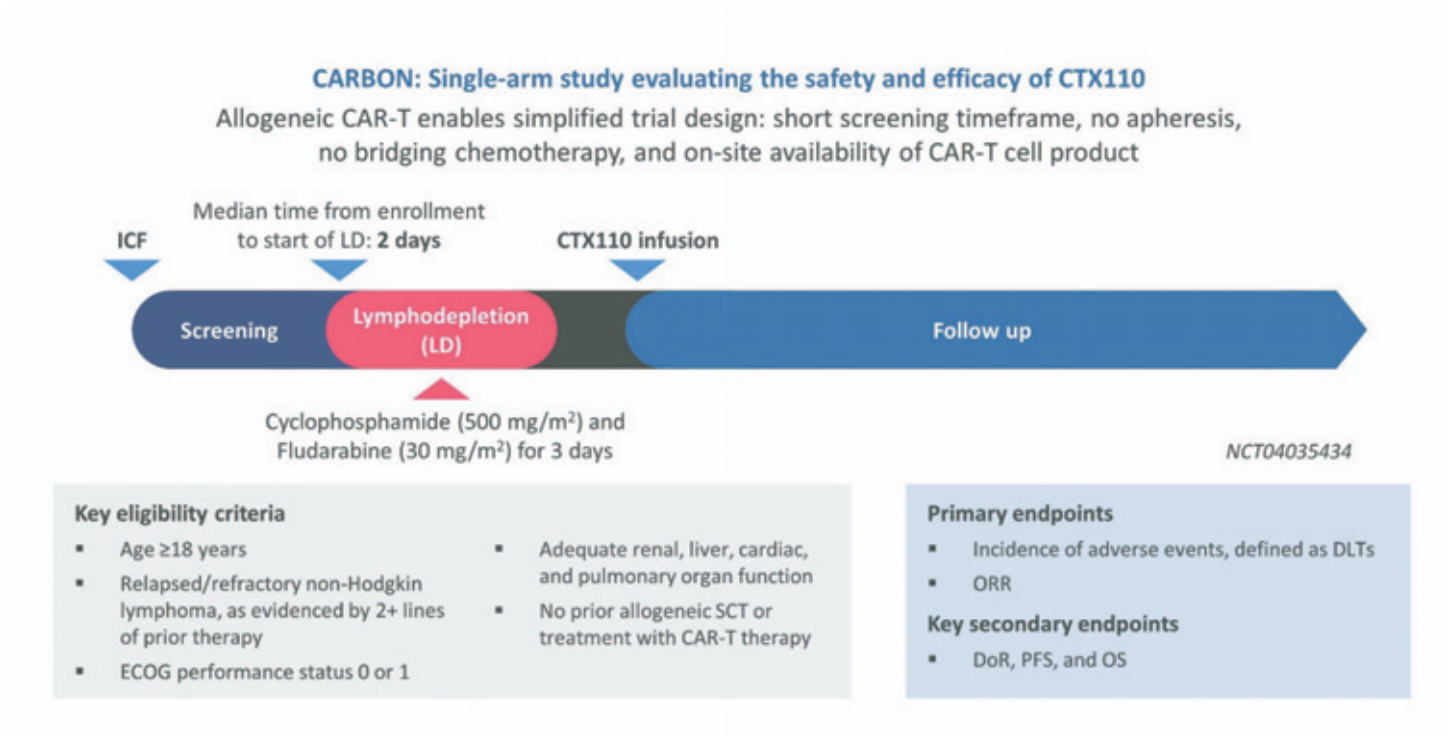 CARBON: Single-arm study evaluating the safety and efficacy of CTX110
Allogeneic CAR-T enables simplified trial design: short screening timeframe, no apheresis,
no bridging chemotherapy, and on-site availability of CAR-T cell product
ICF
Median time from enrollment
to start of LD: 2 days
CTX110 infusion
Screening
Lymphodepletion
(LD)
Follow up
Cyclophosphamide (500 mg/m²) and
Fludarabine (30 mg/m²) for 3 days
NCT04035434
Key eligibility criteria
▪ Age ≥18 years
▪ Relapsed/refractory non-Hodgkin
lymphoma, as evidenced by 2+ lines
of prior therapy
▪ ECOG performance status 0 or 1
▪ Adequate renal, liver, cardiac,
and pulmonary organ function
▪ No prior allogeneic SCT or
treatment with CAR-T therapy
Primary endpoints
▪ Incidence of adverse events, defined as DLTs
▪ ORR
Key secondary endpoints
▪ DoR, PFS, and OS